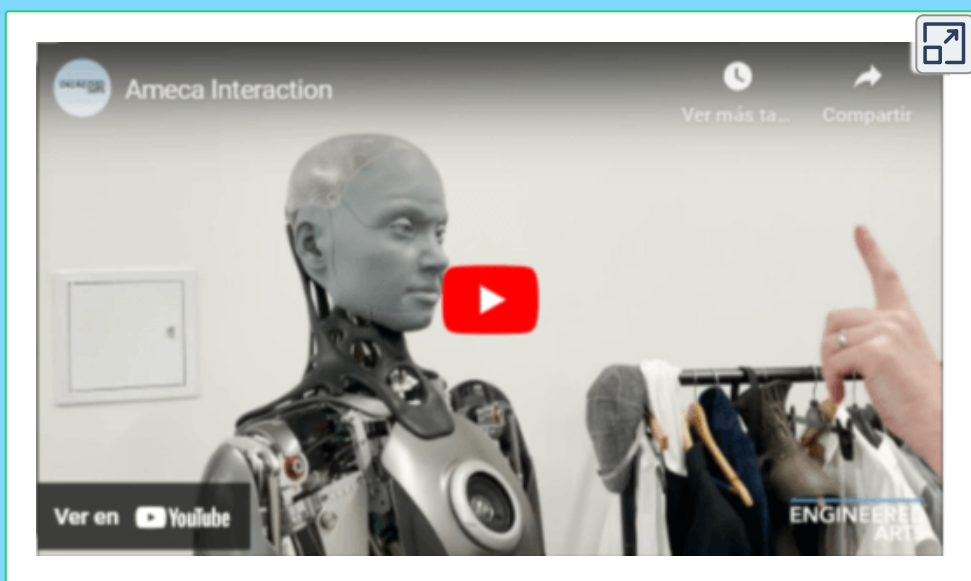 Ameca Interaction
Ver más ta...
Compartir
Ver en YouTube
ENGINEERED
ARTS